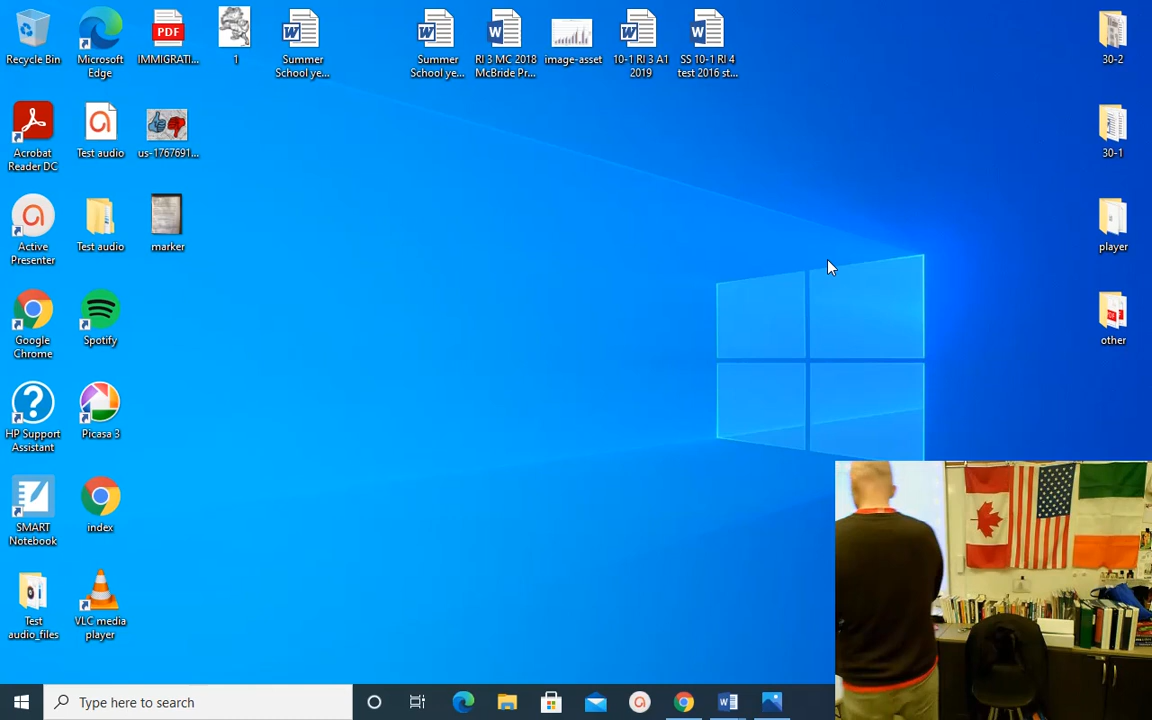 Recycle Bin
Microsoft
Edge
PDF
IMMIGRATI...
1
Summer
School ye...
Summer
School ye...
RI 3 MC 2018
McBride Pr...
image-asset
10-1 RI 3 A1
2019
SS 10-1 RI 4
test 2016 st...
30-2
Acrobat
Reader DC
Test audio
us-1767691...
30-1
Active
Presenter
Test audio
marker
player
Google
Chrome
Spotify
other
HP Support
Assistant
Picasa 3
SMART
Notebook
index
Test
audio_files
VLC media
player
Type here to search